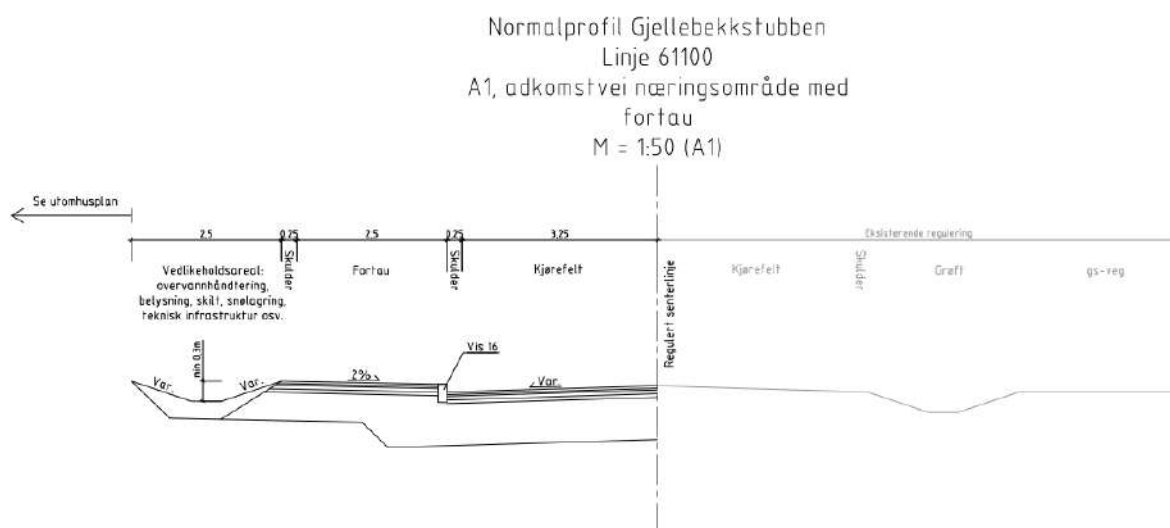 Normalprofil Gjellebekkstubben
Linje 61100
A1, adkomstvei næringsområde med
fortau
M = 1:50 (A1)
Se utomhusplan
2,5
0,25
2,5
0,25
3,25
Eksisterende regulering
Vedlikeholdsareal:
overvannhåndtering,
belysning, skilt, snølagring,
teknisk infrastruktur osv.
Skulder
Fortau
Skulder
Kjørefelt
Regulert senterlinje
Kjørefelt
Skulder
Grøft
gs-veg
min 0,3m
Var.
Var.
2%
Vis 16
Var.